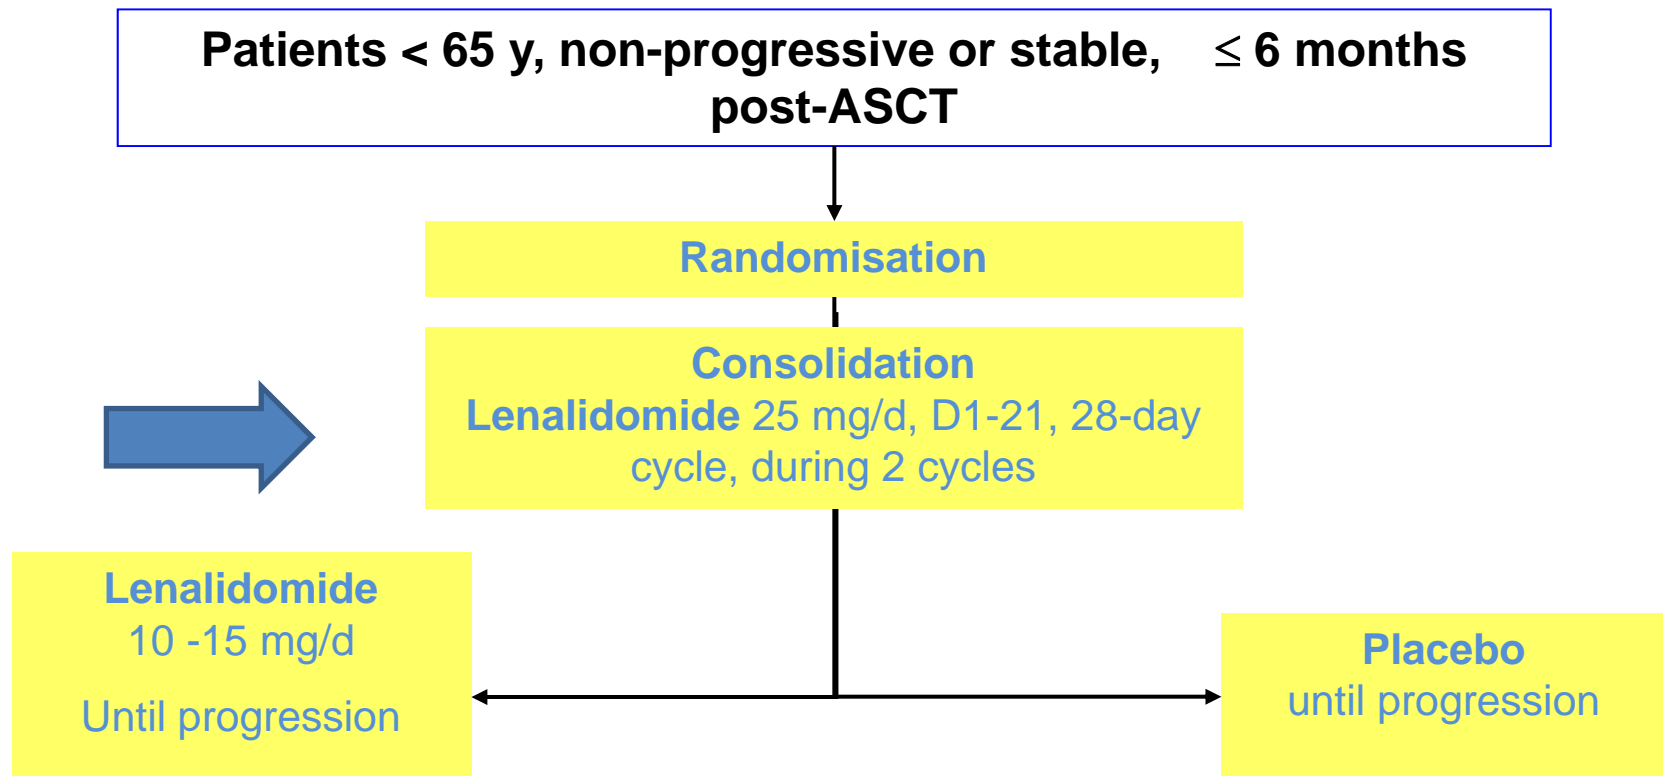 Patients < 65 y, non-progressive or stable, ≤ 6 months
post-ASCT
Randomisation
Consolidation
Lenalidomide 25 mg/d, D1-21, 28-day
cycle, during 2 cycles
Lenalidomide
10 -15 mg/d
Until progression
Placebo
until progression